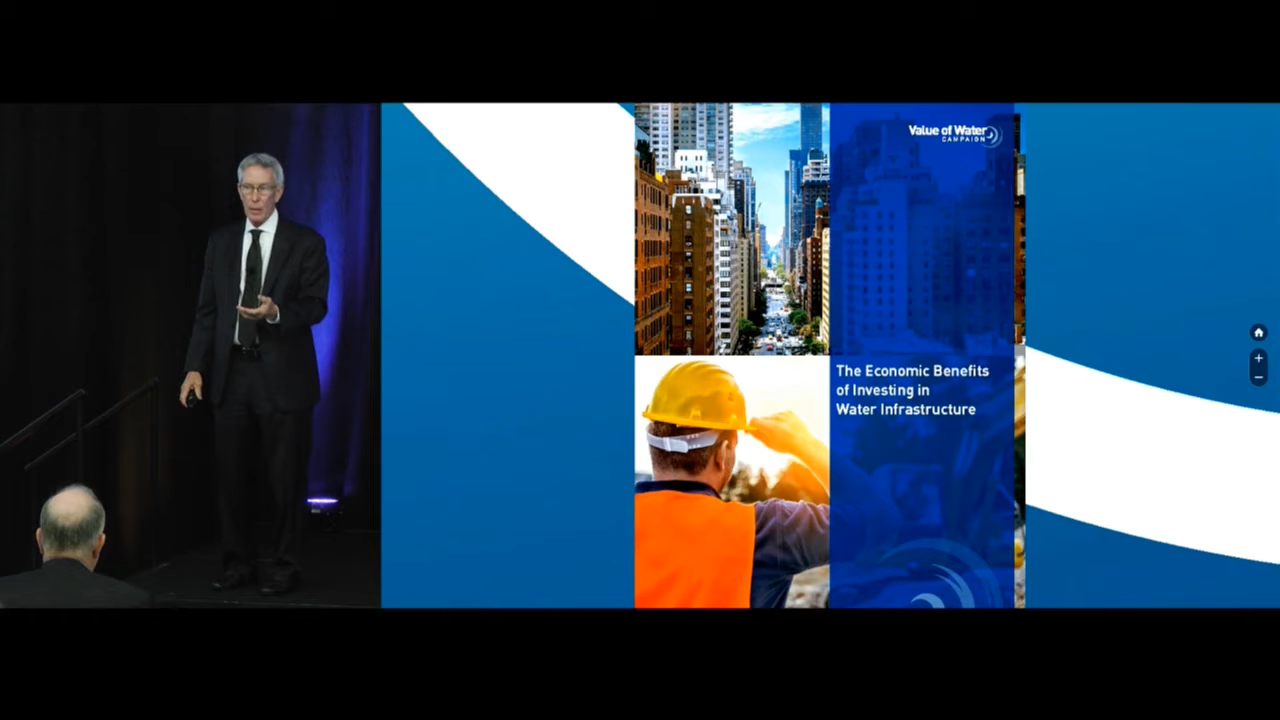 Value of Water
CAMPAIGN
The Economic Benefits
of Investing in
Water Infrastructure